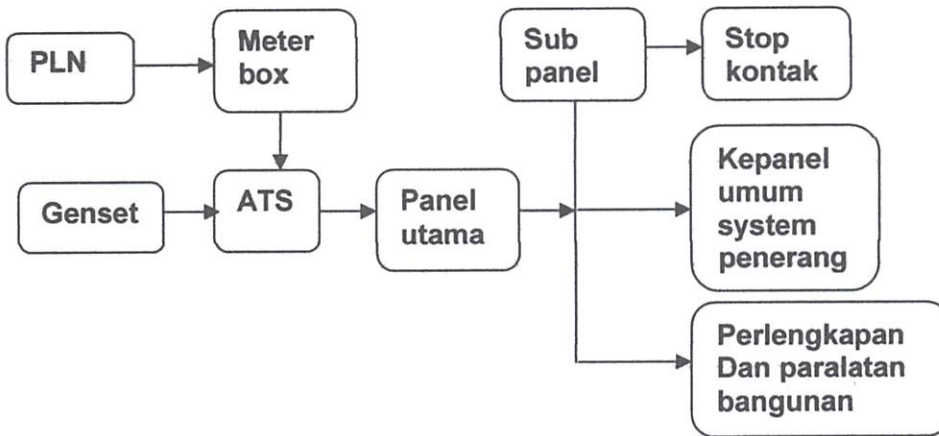 PLN
Meter
box
Sub
panel
Stop
kontak
Genset
ATS
Panel
utama
Kepanel
umum
system
penerang
Perlengkapan
Dan paralatan
bangunan